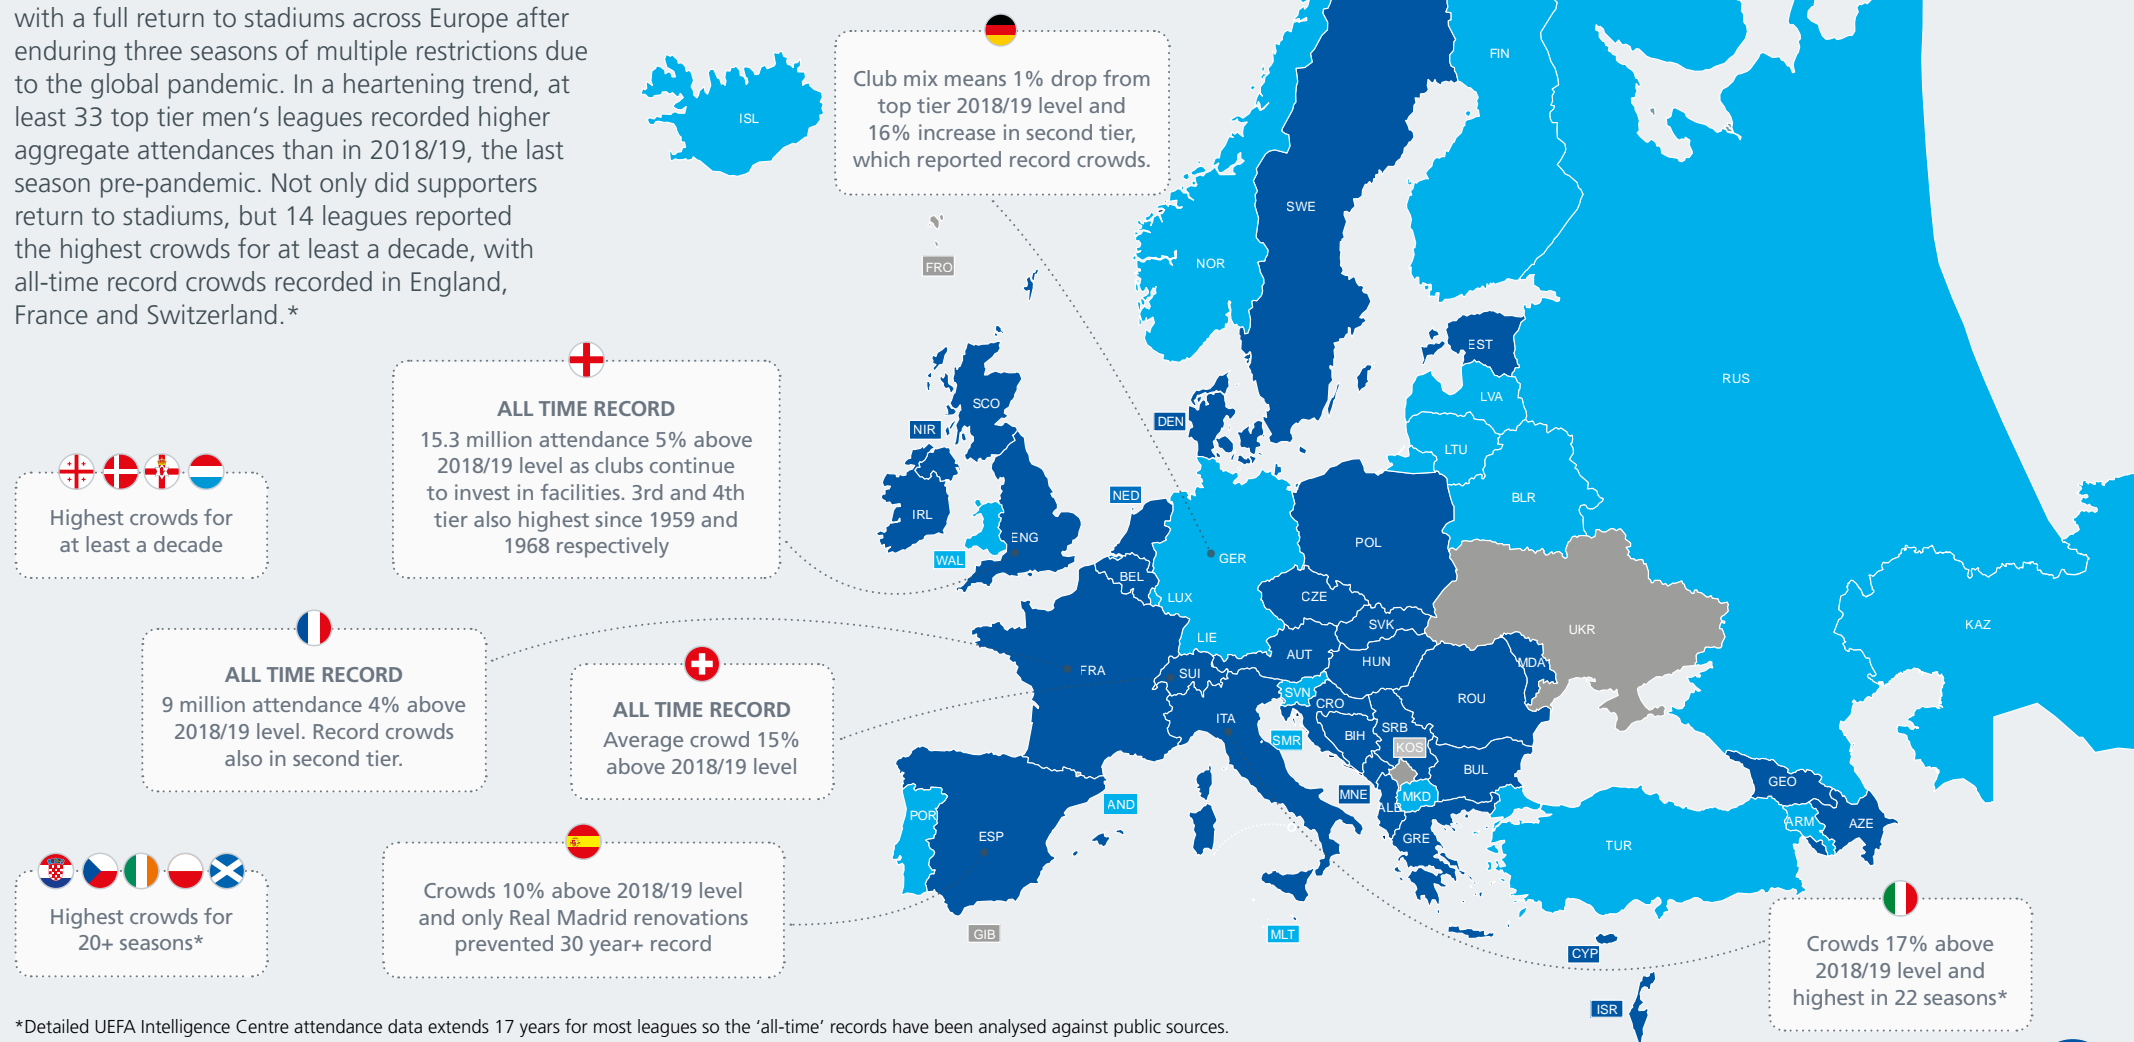 with a full return to stadiums across Europe after
enduring three seasons of multiple restrictions due
to the global pandemic. In a heartening trend, at
least 33 top tier men's leagues recorded higher
aggregate attendances than in 2018/19, the last
season pre-pandemic. Not only did supporters
return to stadiums, but 14 leagues reported
the highest crowds for at least a decade, with
all-time record crowds recorded in England,
France and Switzerland.*
Club mix means 1% drop from
top tier 2018/19 level and
16% increase in second tier,
which reported record crowds.
ALL TIME RECORD
15.3 million attendance 5% above
2018/19 level as clubs continue
to invest in facilities. 3rd and 4th
tier also highest since 1959 and
1968 respectively
Highest crowds for
at least a decade
ALL TIME RECORD
9 million attendance 4% above
2018/19 level. Record crowds
also in second tier.
ALL TIME RECORD
Average crowd 15%
above 2018/19 level
Highest crowds for
20+ seasons*
Crowds 10% above 2018/19 level
and only Real Madrid renovations
prevented 30 year+ record
Crowds 17% above
2018/19 level and
highest in 22 seasons*
ISL
FIN
SWE
NOR
FRO
EST
RUS
LVA
SCO
DEN
NIR
LTU
NED
BLR
IRL
ENG
POL
WAL
GER
BEL
CZE
LUX
SVK
UKR
KAZ
LIE
AUT
HUN
MDA
FRA
SUI
SVN
ROU
CRO
ITA
SRB
BIH
SMR
KOS
BUL
GEO
MNE
MKD
AND
ALB
POR
ARM
AZE
ESP
GRE
TUR
GIB
MLT
CYP
ISR
*Detailed UEFA Intelligence Centre attendance data extends 17 years for most leagues so the 'all-time' records have been analysed against public sources.